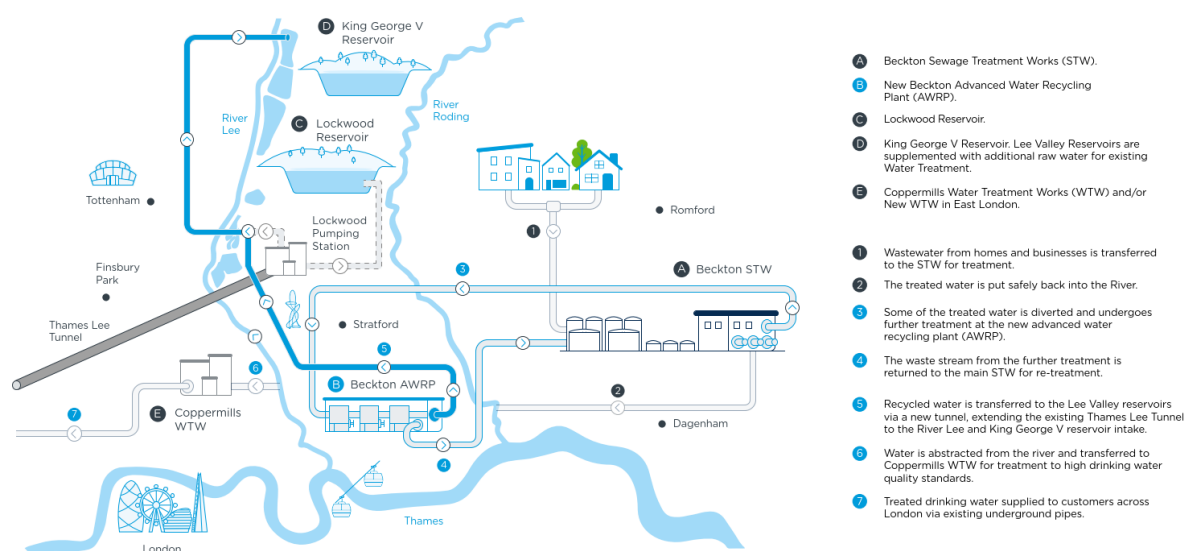 D King George V
Reservoir
River
Lee
River
Roding
C Lockwood
Reservoir
Tottenham
Lockwood
Pumping
Station
Romford
1
Finsbury
Park
A Beckton STW
3
Thames Lee
Tunnel
Stratford
5
6
B Beckton AWRP
2
7
E Coppermills
WTW
Dagenham
4
Thames
London
A Beckton Sewage Treatment Works (STW).
B New Beckton Advanced Water Recycling
Plant (AWRP).
C Lockwood Reservoir.
D King George V Reservoir. Lee Valley Reservoirs are
supplemented with additional raw water for existing
Water Treatment.
E Coppermills Water Treatment Works (WTW) and/or
New WTW in East London.
1 Wastewater from homes and businesses is transferred
to the STW for treatment.
2 The treated water is put safely back into the River.
3 Some of the treated water is diverted and undergoes
further treatment at the new advanced water
recycling plant (AWRP).
4 The waste stream from the further treatment is
returned to the main STW for re-treatment.
5 Recycled water is transferred to the Lee Valley reservoirs
via a new tunnel, extending the existing Thames Lee Tunnel
to the River Lee and King George V reservoir intake.
6 Water is abstracted from the river and transferred to
Coppermills WTW for treatment to high drinking water
quality standards.
7 Treated drinking water supplied to customers across
London via existing underground pipes.